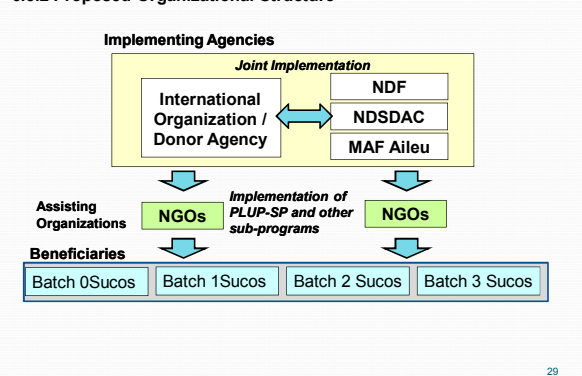 Implementing Agencies
Joint Implementation
International
Organization /
Donor Agency
NDF
NDSDAC
MAF Aileu
Assisting
Organizations
NGOs
Implementation of
PLUP-SP and other
sub-programs
NGOs
Beneficiaries
Batch 0Sucos
Batch 1Sucos
Batch 2 Sucos
Batch 3 Sucos
29